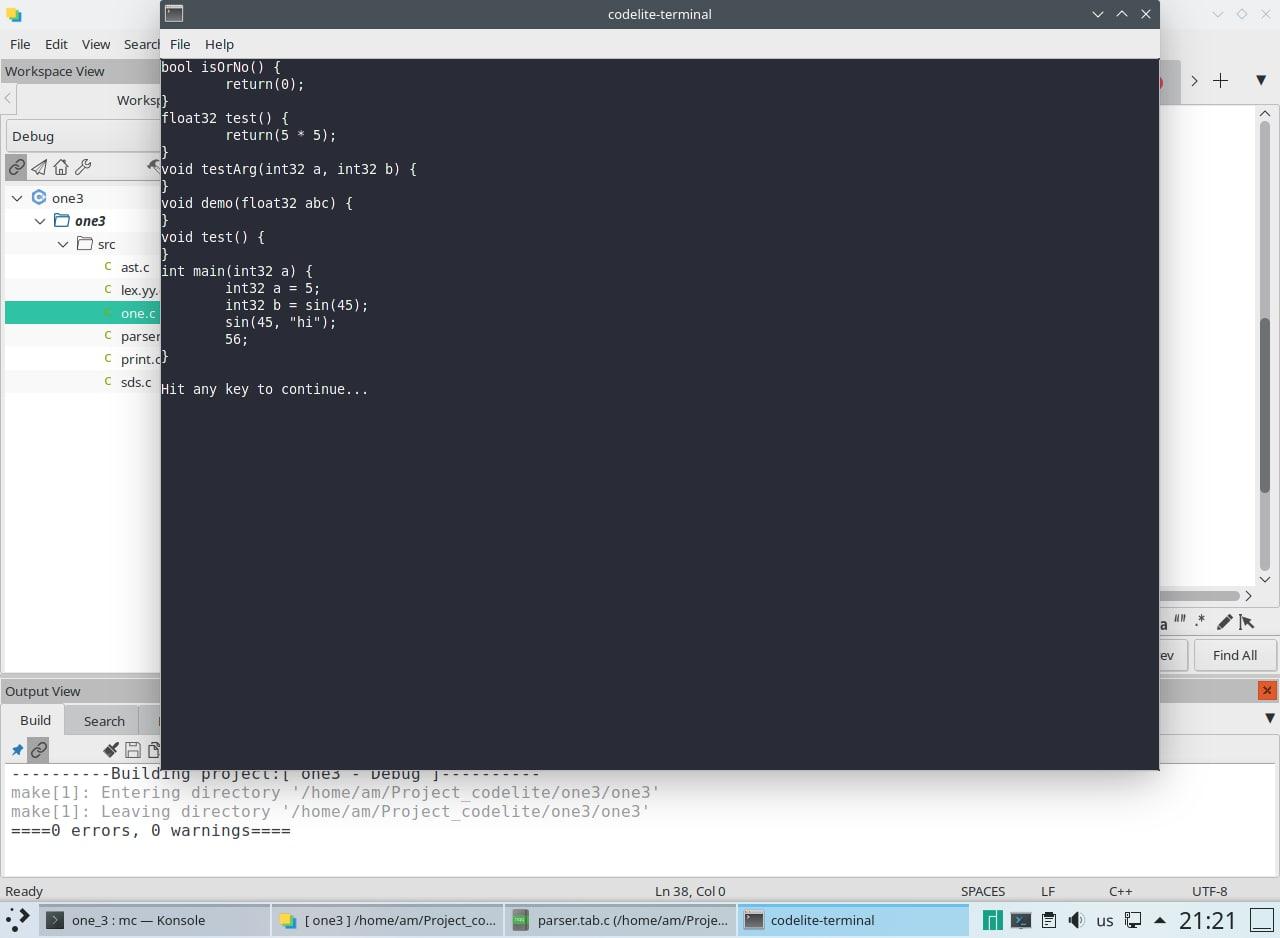 codelite-terminal
File Edit View Search
File Help
Workspace View
Debug
one3
one3
src
ast.c
lex.yy.
one.c
parser
print.c
sds.c
bool isOrNo() {
return(0);
}
float32 test() {
return(5 * 5);
}
void testArg(int32 a, int32 b) {
}
void demo(float32 abc) {
}
void test() {
}
int main(int32 a) {
int32 a = 5;
int32 b = sin(45);
sin(45, "hi");
56;
}
Hit any key to continue...
Find All
Output View
Build Search
----------Building project:[ one3 - Debug ]----------
make[1]: Entering directory '/home/am/Project_codelite/one3/one3'
make[1]: Leaving directory '/home/am/Project_codelite/one3/one3'
====0 errors, 0 warnings====
Ready Ln 38, Col 0 SPACES LF C++ UTF-8
one_3 : mc — Konsole [ one3 ] /home/am/Project_co... parser.tab.c (/home/am/Proje... codelite-terminal us 21:21